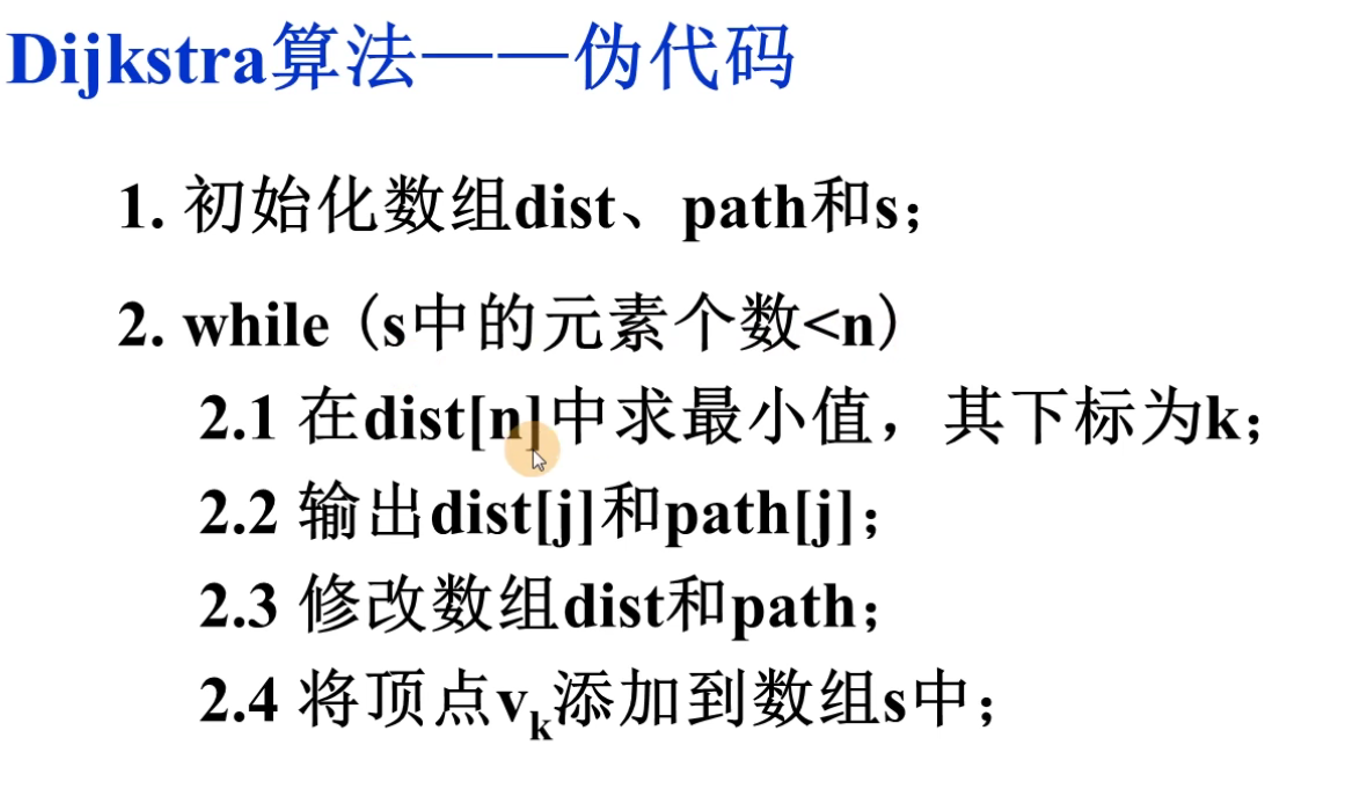 Dijkstra算法——伪代码
1. 初始化数组dist、path和s；
2. while（s中的元素个数<n）
2.1 在dist[n]中求最小值，其下标为k；
2.2 输出dist[j]和path[j]；
2.3 修改数组dist和path；
2.4 将顶点vk添加到数组s中；